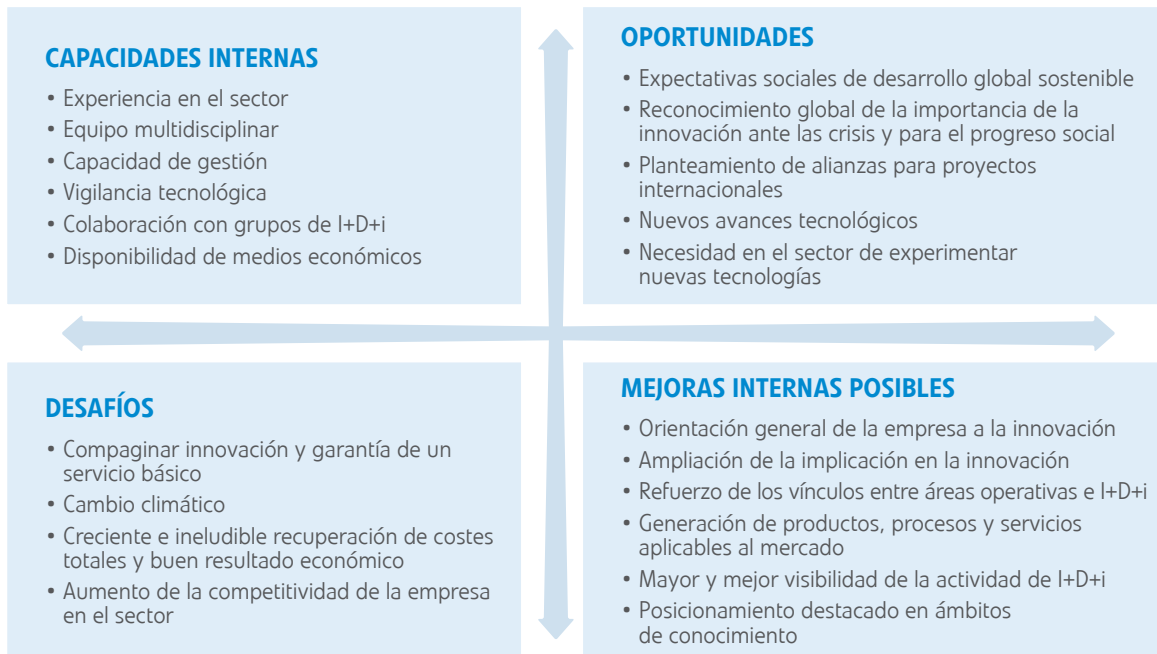 CAPACIDADES INTERNAS
• Experiencia en el sector
• Equipo multidisciplinar
• Capacidad de gestión
• Vigilancia tecnológica
• Colaboración con grupos de I+D+i
• Disponibilidad de medios económicos
OPORTUNIDADES
• Expectativas sociales de desarrollo global sostenible
• Reconocimiento global de la importancia de la
innovación ante las crisis y para el progreso social
• Planteamiento de alianzas para proyectos
internacionales
• Nuevos avances tecnológicos
• Necesidad en el sector de experimentar
nuevas tecnologías
DESAFÍOS
• Compaginar innovación y garantía de un
servicio básico
• Cambio climático
• Creciente e ineludible recuperación de costes
totales y buen resultado económico
• Aumento de la competitividad de la empresa
en el sector
MEJORAS INTERNAS POSIBLES
• Orientación general de la empresa a la innovación
• Ampliación de la implicación en la innovación
• Refuerzo de los vínculos entre áreas operativas e I+D+i
• Generación de productos, procesos y servicios
aplicables al mercado
• Mayor y mejor visibilidad de la actividad de I+D+i
• Posicionamiento destacado en ámbitos
de conocimiento